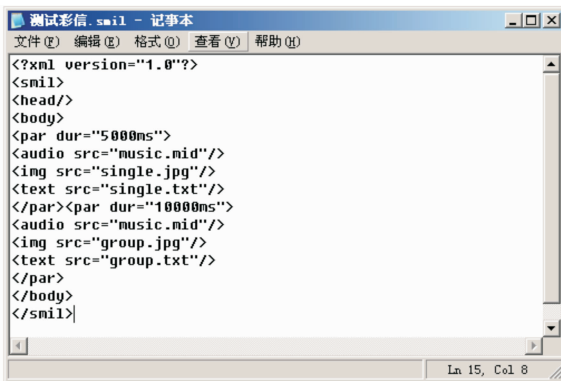 测试彩信.smil - 记事本
文件(F) 编辑(E) 格式(O) 查看(V) 帮助(H)
<?xml version="1.0"?>
<smil>
<head/>
<body>
<par dur="5000ms">
<audio src="music.mid"/>
<img src="single.jpg"/>
<text src="single.txt"/>
</par><par dur="10000ms">
<audio src="music.mid"/>
<img src="group.jpg"/>
<text src="group.txt"/>
</par>
</body>
</smil>
Ln 15, Col 8